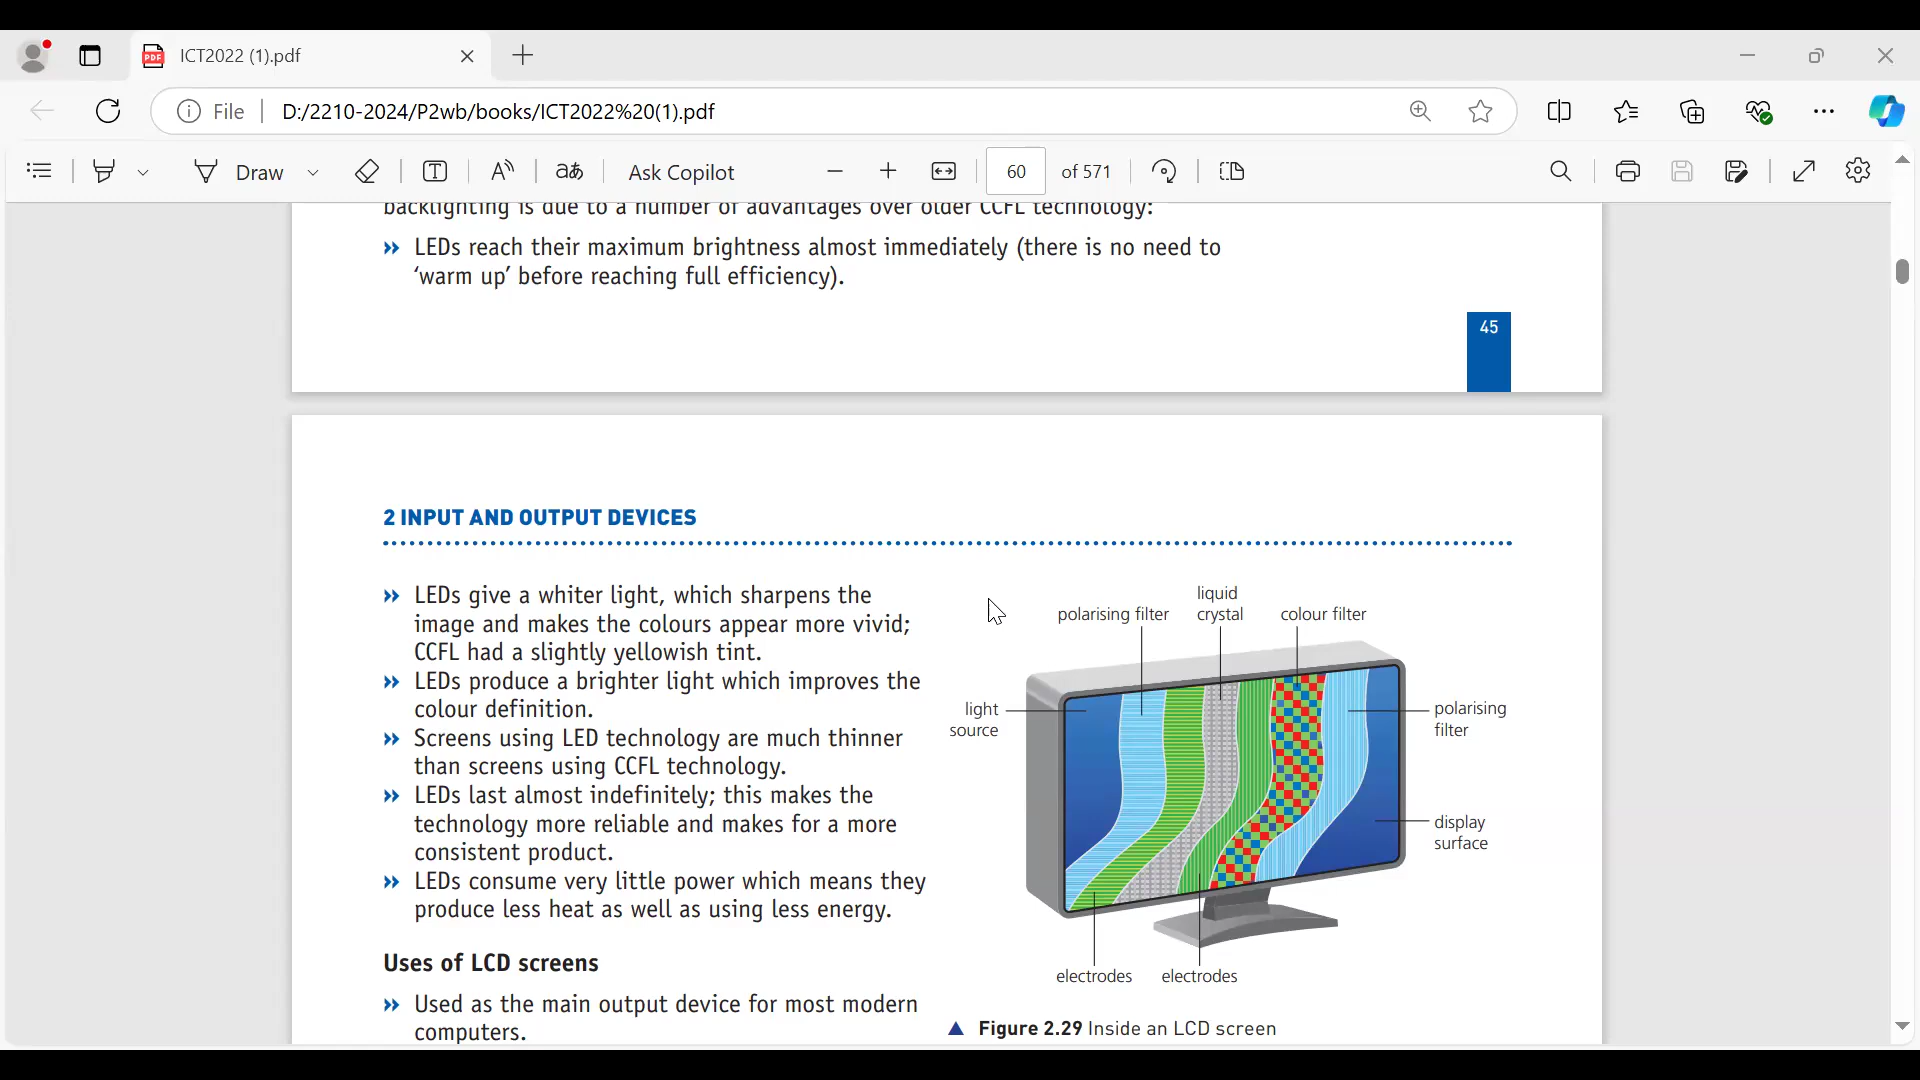 ICT2022 (1).pdf
File
D:/2210-2024/P2wb/books/ICT2022%20(1).pdf
Draw
Ask Copilot
60
of 571
backlighting is due to a number of advantages over older CCFL technology:
» LEDs reach their maximum brightness almost immediately (there is no need to
‘warm up’ before reaching full efficiency).
45
2 INPUT AND OUTPUT DEVICES
» LEDs give a whiter light, which sharpens the
image and makes the colours appear more vivid;
CCFL had a slightly yellowish tint.
» LEDs produce a brighter light which improves the
colour definition.
» Screens using LED technology are much thinner
than screens using CCFL technology.
» LEDs last almost indefinitely; this makes the
technology more reliable and makes for a more
consistent product.
» LEDs consume very little power which means they
produce less heat as well as using less energy.
Uses of LCD screens
» Used as the main output device for most modern
computers.
polarising filter
liquid
crystal
colour filter
light
source
polarising
filter
display
surface
electrodes
electrodes
▲ Figure 2.29 Inside an LCD screen